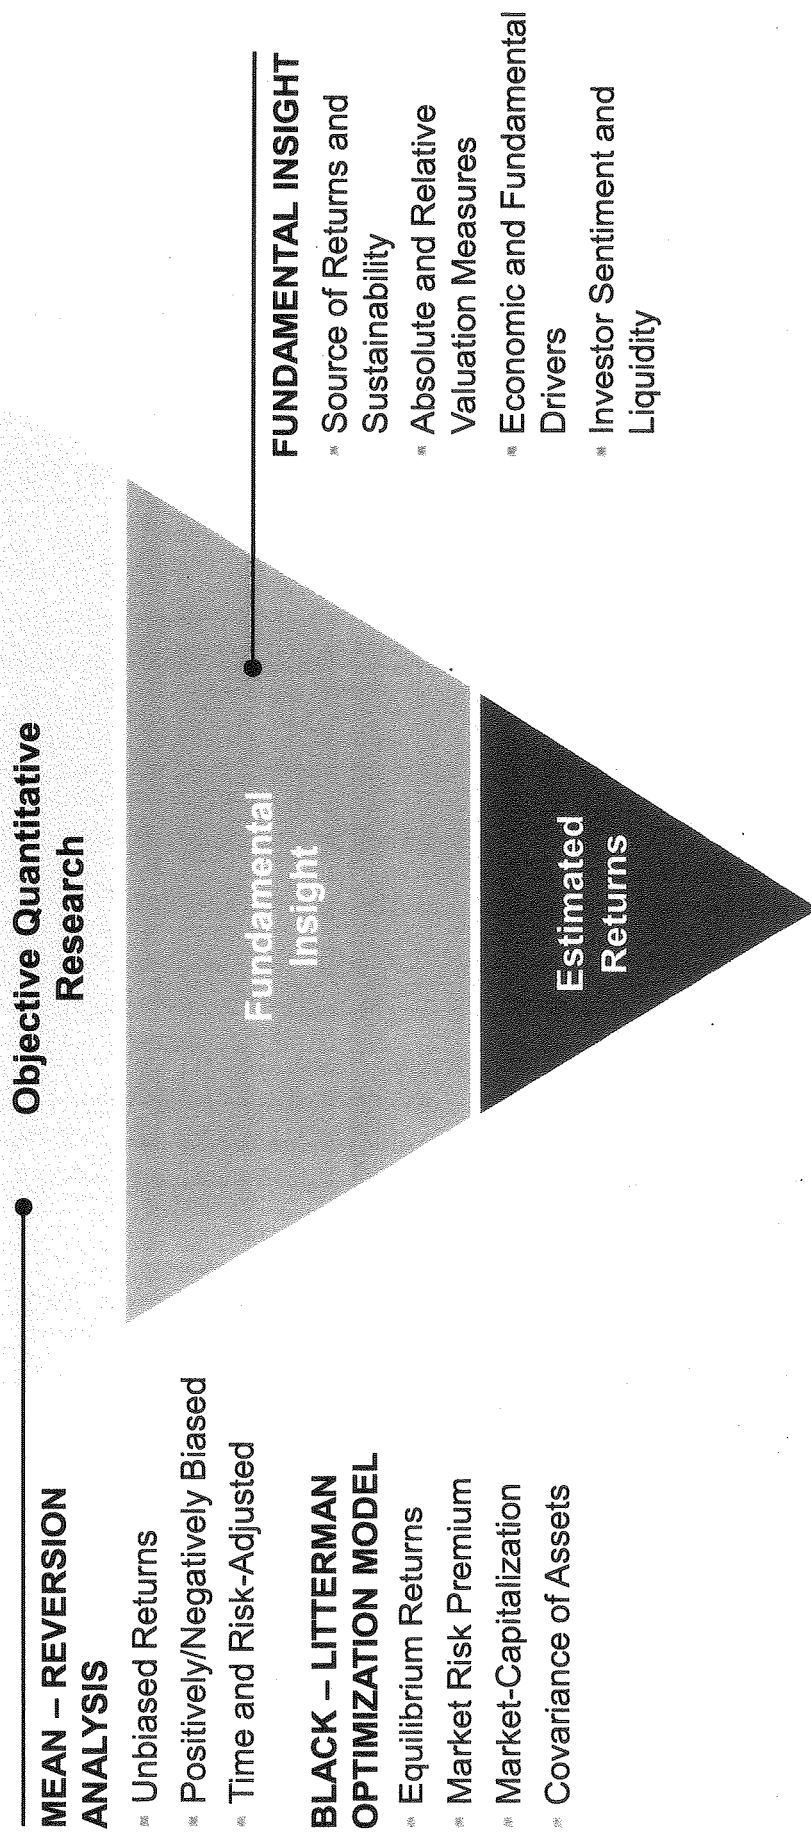 Objective Quantitative
Research
MEAN – REVERSION
ANALYSIS
Unbiased Returns
Positively/Negatively Biased
Time and Risk-Adjusted
BLACK – LITTERMAN
OPTIMIZATION MODEL
Equilibrium Returns
Market Risk Premium
Market-Capitalization
Covariance of Assets
Fundamental
Insight
Estimated
Returns
FUNDAMENTAL INSIGHT
Source of Returns and
Sustainability
Absolute and Relative
Valuation Measures
Economic and Fundamental
Drivers
Investor Sentiment and
Liquidity